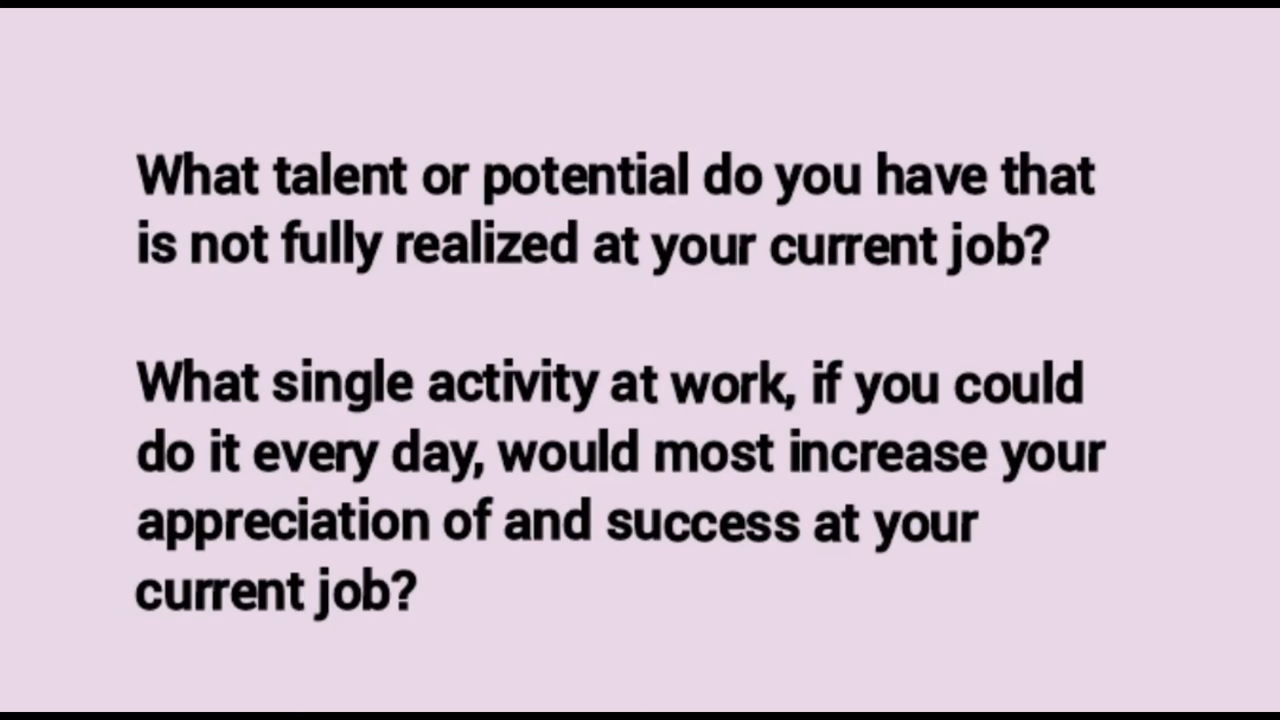 What talent or potential do you have that
is not fully realized at your current job?
What single activity at work, if you could
do it every day, would most increase your
appreciation of and success at your
current job?